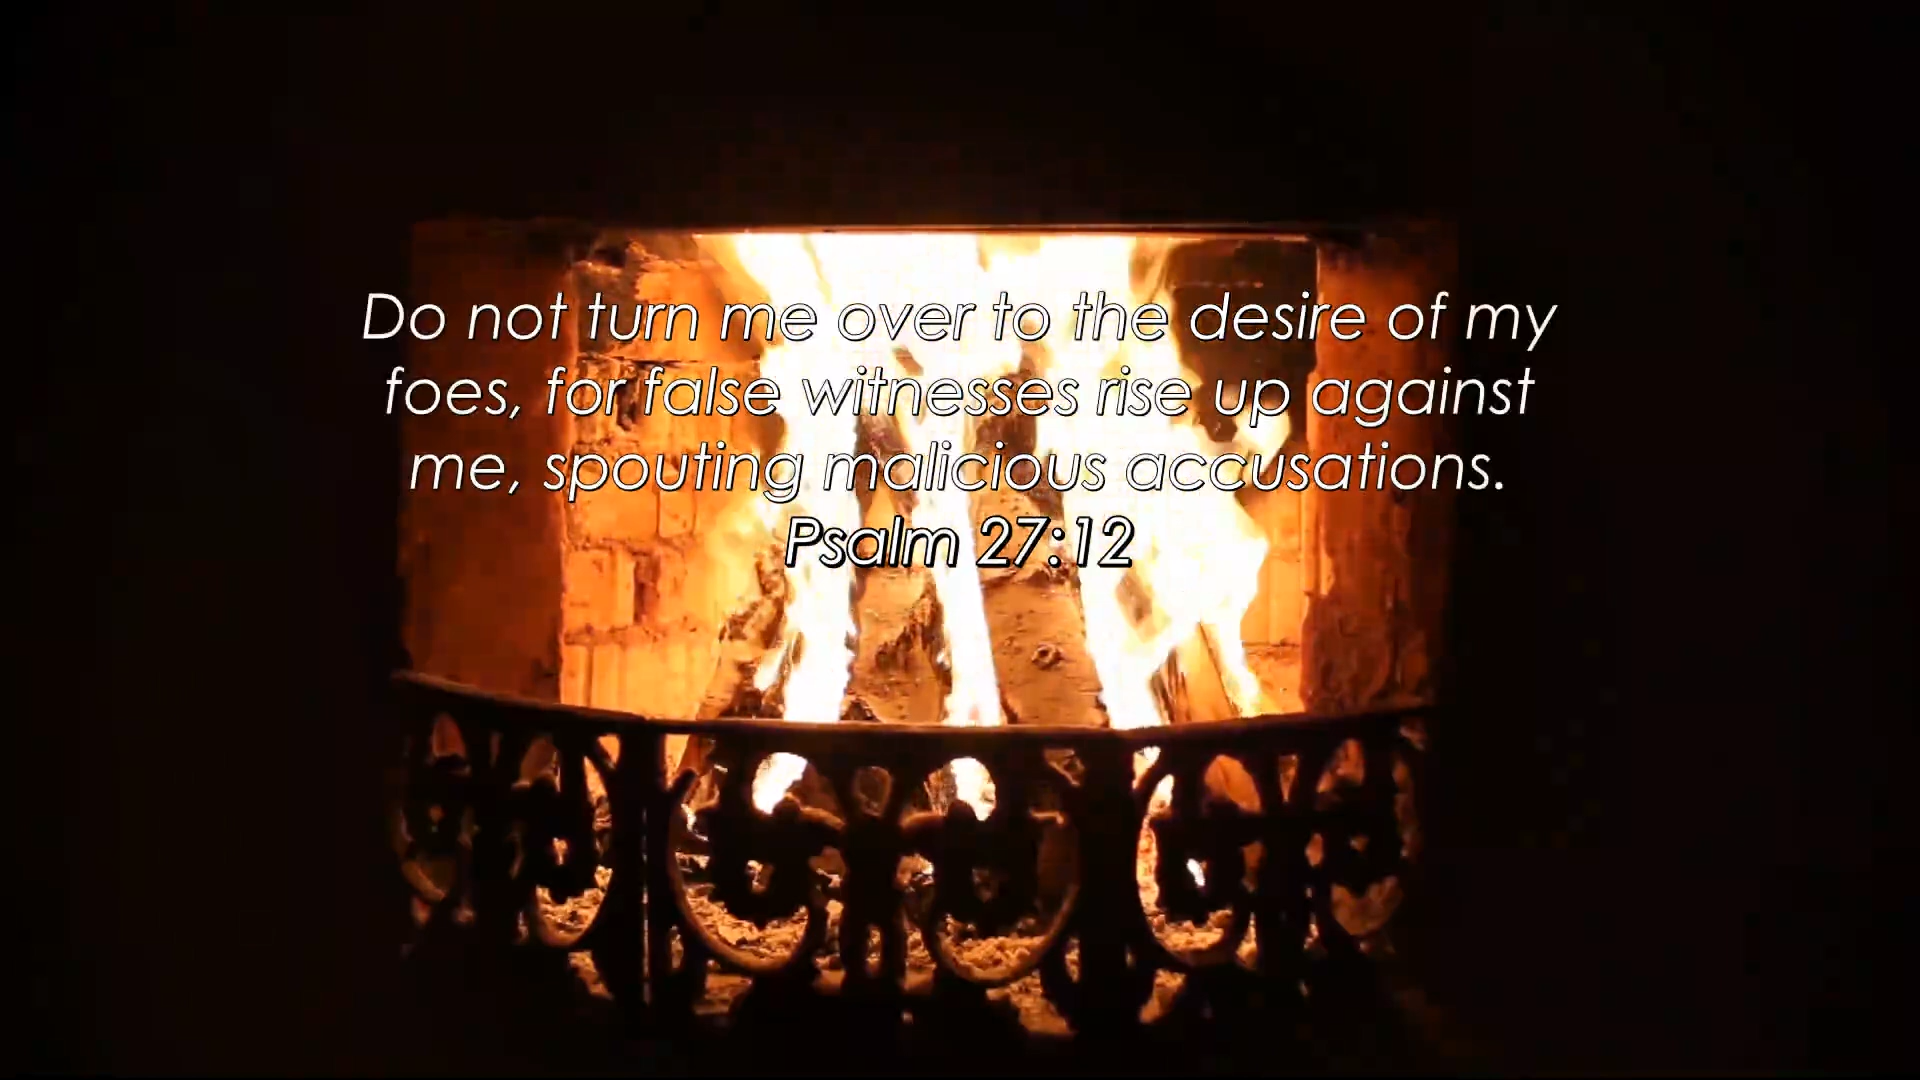 Do not turn me over to the desire of my
foes, for false witnesses rise up against
me, spouting malicious accusations.
Psalm 27:12